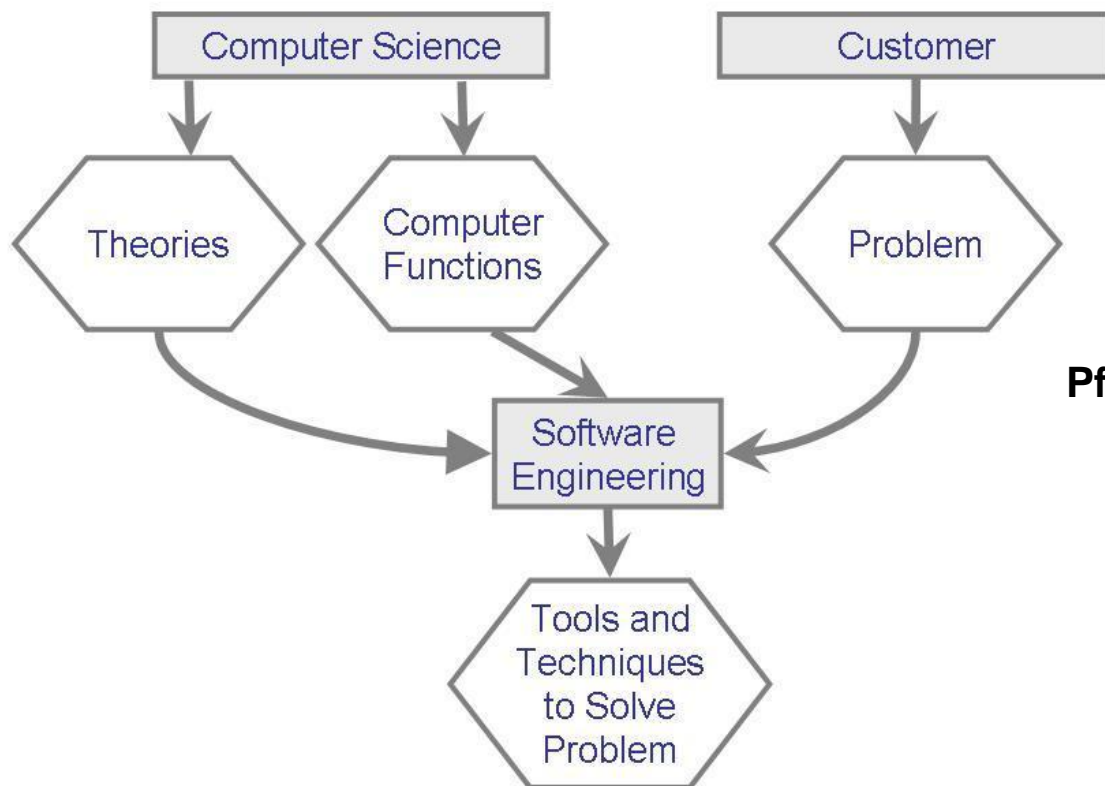 Computer Science
Customer
Theories
Computer
Functions
Problem
Pf
Software
Engineering
Tools and
Techniques
to Solve
Problem